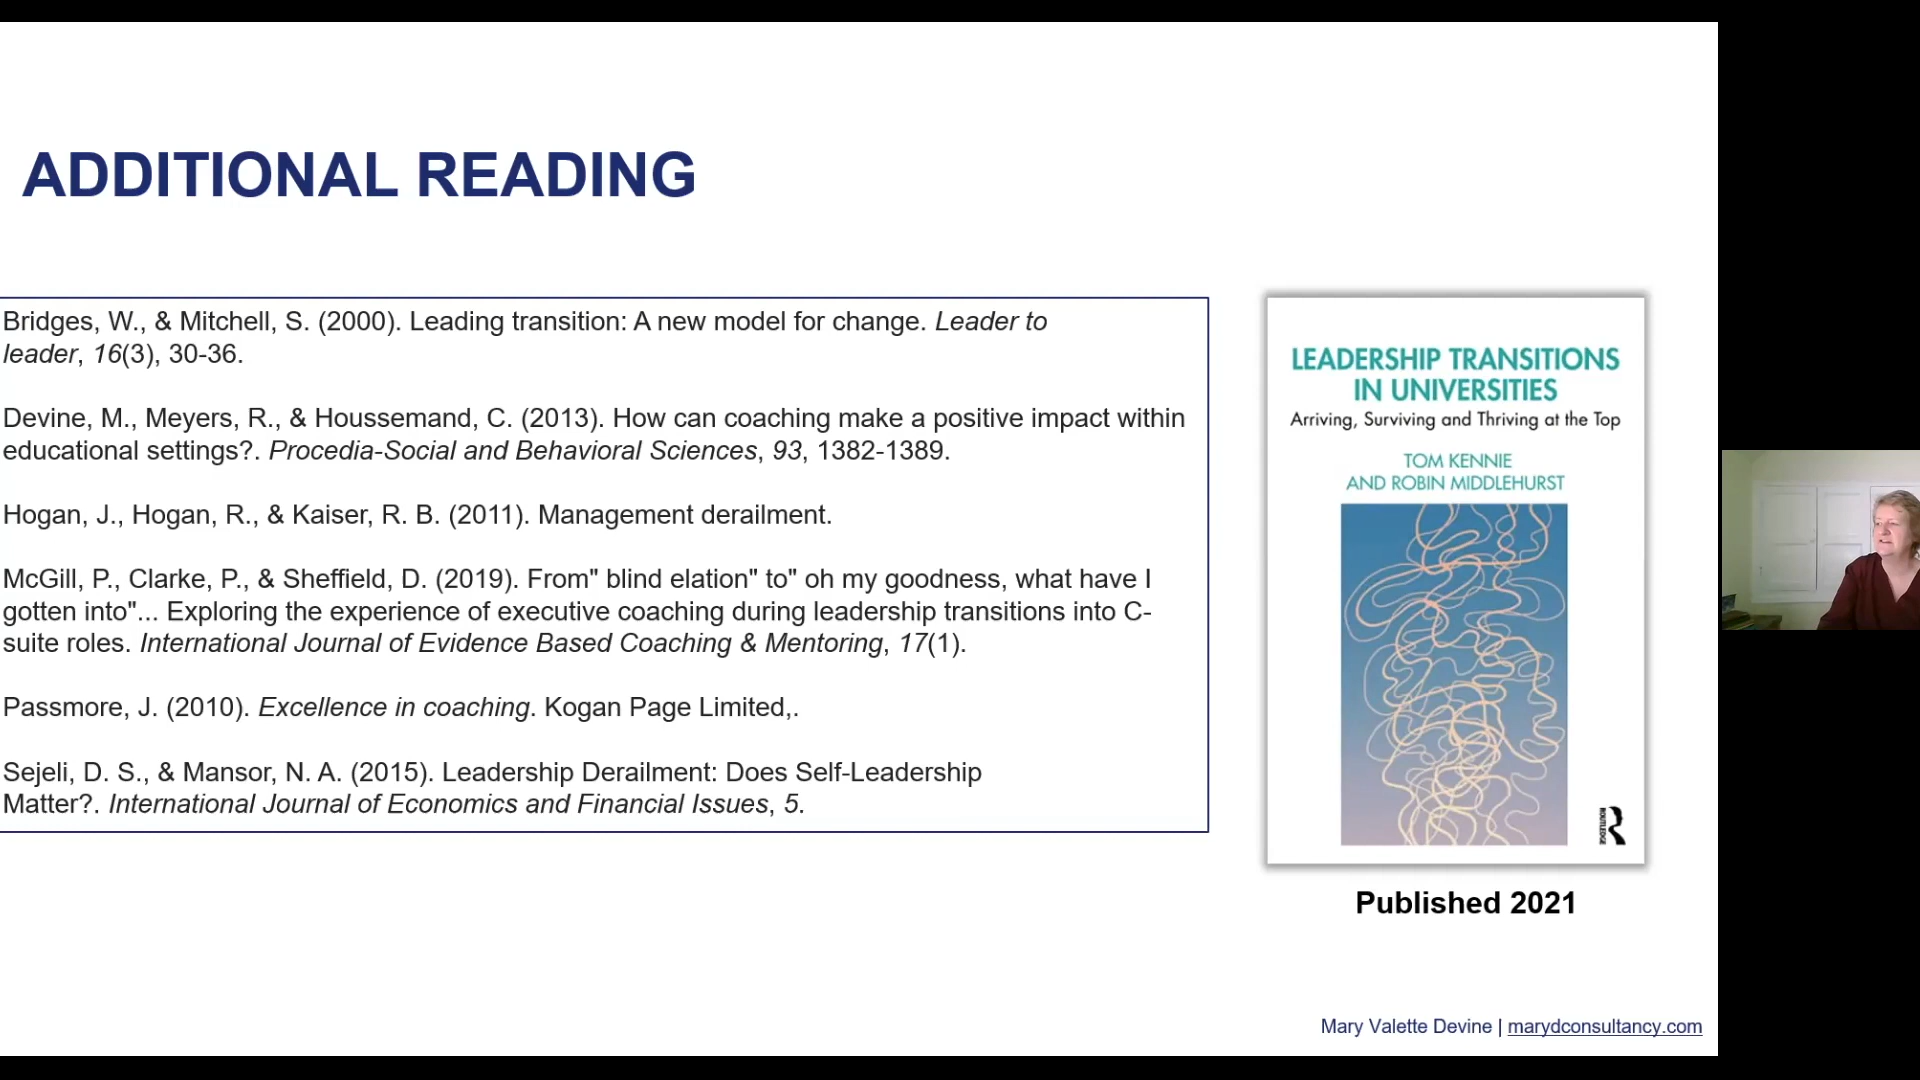 ADDITIONAL READING
Bridges, W., & Mitchell, S. (2000). Leading transition: A new model for change. Leader to
leader, 16(3), 30-36.
Devine, M., Meyers, R., & Houssemand, C. (2013). How can coaching make a positive impact within
educational settings?. Procedia-Social and Behavioral Sciences, 93, 1382-1389.
Hogan, J., Hogan, R., & Kaiser, R. B. (2011). Management derailment.
McGill, P., Clarke, P., & Sheffield, D. (2019). From" blind elation" to" oh my goodness, what have I
gotten into"... Exploring the experience of executive coaching during leadership transitions into C-
suite roles. International Journal of Evidence Based Coaching & Mentoring, 17(1).
Passmore, J. (2010). Excellence in coaching. Kogan Page Limited,.
Sejeli, D. S., & Mansor, N. A. (2015). Leadership Derailment: Does Self-Leadership
Matter?. International Journal of Economics and Financial Issues, 5.
LEADERSHIP TRANSITIONS
IN UNIVERSITIES
Arriving, Surviving and Thriving at the Top
TOM KENNIE
AND ROBIN MIDDLEHURST
ROUTLEDGE
Published 2021
Mary Valette Devine | marydconsultancy.com